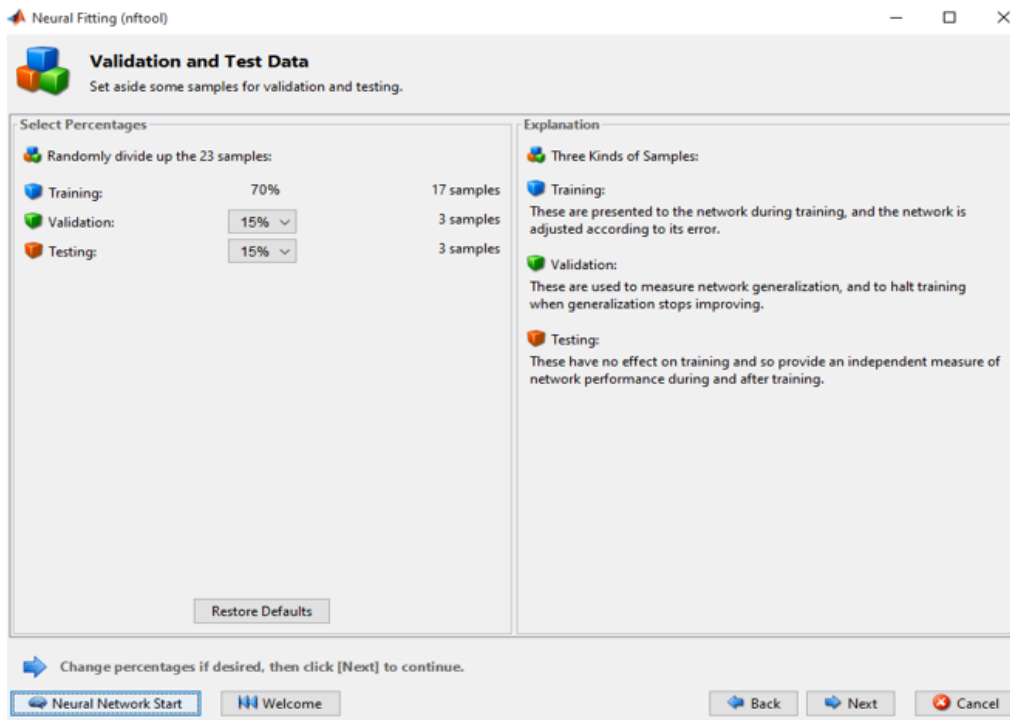 Neural Fitting (nftool)
Validation and Test Data
Set aside some samples for validation and testing.
Select Percentages
Randomly divide up the 23 samples:
Training: 70% 17 samples
Validation: 15% 3 samples
Testing: 15% 3 samples
Restore Defaults
Explanation
Three Kinds of Samples:
Training:
These are presented to the network during training, and the network is
adjusted according to its error.
Validation:
These are used to measure network generalization, and to halt training
when generalization stops improving.
Testing:
These have no effect on training and so provide an independent measure of
network performance during and after training.
Change percentages if desired, then click [Next] to continue.
Neural Network Start Welcome Back Next Cancel